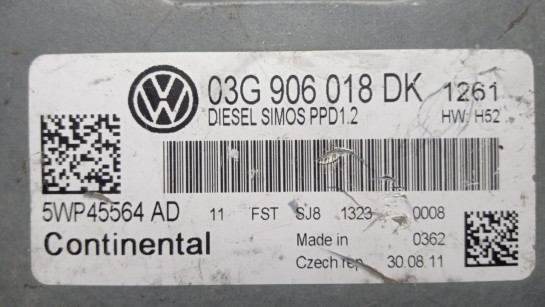 03G 906 018 DK 1261
DIESEL SIMOS PPD1.2 HW: H52
5WP45564 AD 11 FST SJ8 1323 0008
Continental Made in 0362
Czech rep 30.08.11